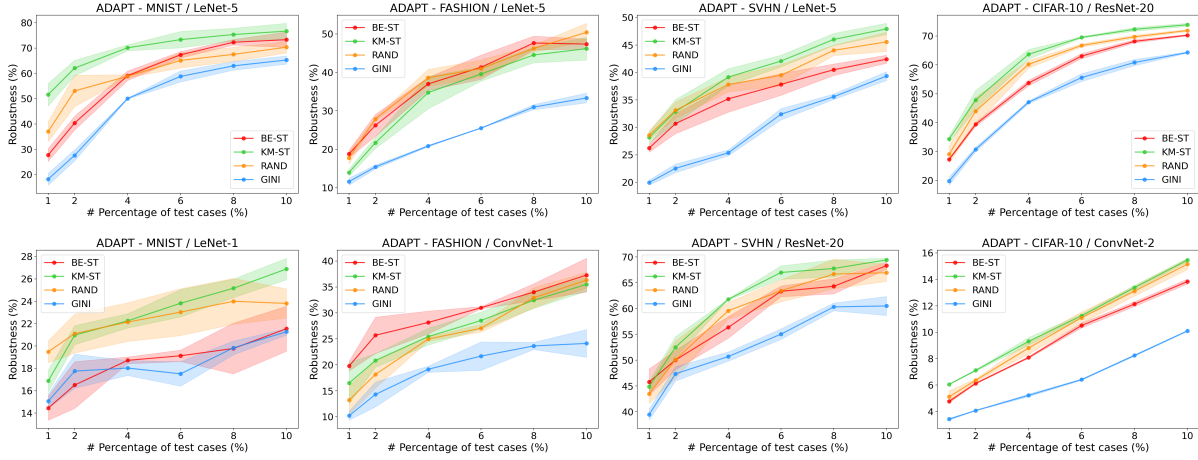 ADAPT - MNIST / LeNet-5
Robustness (%)
80
70
60
50
40
30
20
BE-ST
KM-ST
RAND
GINI
1 2 4 6 8 10
# Percentage of test cases (%)
ADAPT - FASHION / LeNet-5
Robustness (%)
50
40
30
20
10
BE-ST
KM-ST
RAND
GINI
1 2 4 6 8 10
# Percentage of test cases (%)
ADAPT - SVHN / LeNet-5
Robustness (%)
50
45
40
35
30
25
20
BE-ST
KM-ST
RAND
GINI
1 2 4 6 8 10
# Percentage of test cases (%)
ADAPT - CIFAR-10 / ResNet-20
Robustness (%)
70
60
50
40
30
20
BE-ST
KM-ST
RAND
GINI
1 2 4 6 8 10
# Percentage of test cases (%)
ADAPT - MNIST / LeNet-1
Robustness (%)
28
26
24
22
20
18
16
14
BE-ST
KM-ST
RAND
GINI
1 2 4 6 8 10
# Percentage of test cases (%)
ADAPT - FASHION / ConvNet-1
Robustness (%)
40
35
30
25
20
15
10
BE-ST
KM-ST
RAND
GINI
1 2 4 6 8 10
# Percentage of test cases (%)
ADAPT - SVHN / ResNet-20
Robustness (%)
70
65
60
55
50
45
40
BE-ST
KM-ST
RAND
GINI
1 2 4 6 8 10
# Percentage of test cases (%)
ADAPT - CIFAR-10 / ConvNet-2
Robustness (%)
16
14
12
10
8
6
4
BE-ST
KM-ST
RAND
GINI
1 2 4 6 8 10
# Percentage of test cases (%)